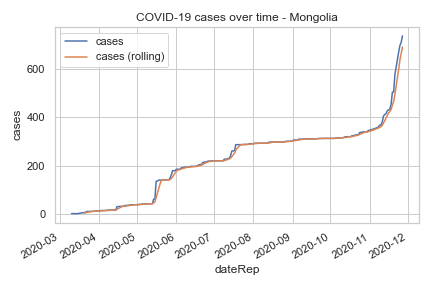 COVID-19 cases over time - Mongolia
cases
cases (rolling)
cases
600
400
200
0
2020-03
2020-04
2020-05
2020-06
2020-07
2020-08
2020-09
2020-10
2020-11
2020-12
dateRep